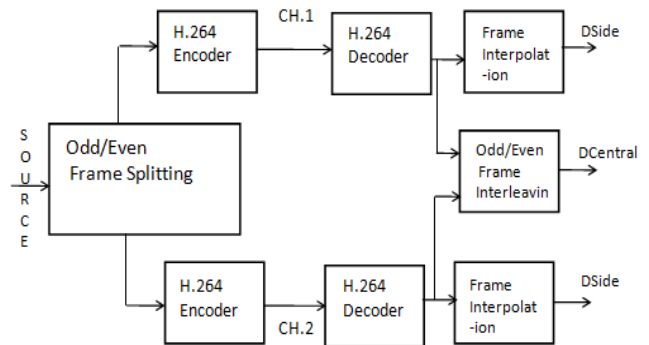 H.264
Encoder
CH.1
H.264
Decoder
Frame
Interpolat
-ion
DSide
S
O
U
R
C
E
Odd/Even
Frame Splitting
Odd/Even
Frame
Interleavin
DCentral
H.264
Encoder
CH.2
H.264
Decoder
Frame
Interpolat
-ion
DSide